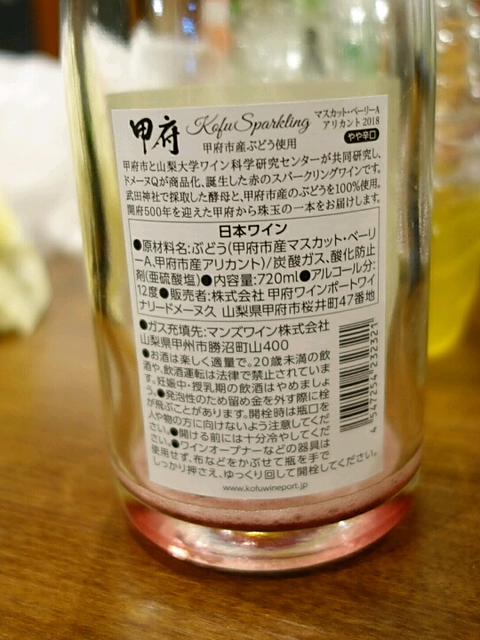 甲府 Kofu Sparkling マスカット・ベーリーA
アリカント 2018
甲府市産ぶどう使用 やや辛口
甲府市と山梨大学ワイン科学研究センターが共同研究し、
ドメーヌQが商品化、誕生した赤のスパークリングワインです。
武田神社で採取した酵母と、甲府市産のぶどうを100%使用。
開府500年を迎えた甲府から珠玉の一本をお届けします。
日本ワイン
●原材料名:ぶどう(甲府市産マスカット・ベーリ
ーA、甲府市産アリカント)/炭酸ガス、酸化防止
剤(亜硫酸塩)●内容量:720ml●アルコール分:
12度●販売者:株式会社 甲府ワインポートワイ
ナリードメーヌス 山梨県甲府市桜井町47番地
●ガス充填先:マンズワイン株式会社
山梨県甲州市勝沼町山400
●お酒は楽しく適量で。20歳未満の飲
酒や、飲酒運転は法律で禁止されていま
す。妊娠中・授乳期の飲酒はやめましょ
う。●発泡性のため留め金を外す際に栓
が飛ぶことがあります。開栓時は瓶口を
人や物の方に向けないよう注意してくだ
さい。●開ける前には十分冷やしてくだ
さい。●ワインオープナーなどの器具は
使用せず、布などをかぶせて瓶を手で
しっかり押さえ、ゆっくり回して開栓してください。
4 547254 232321
www.kofuwineport.jp